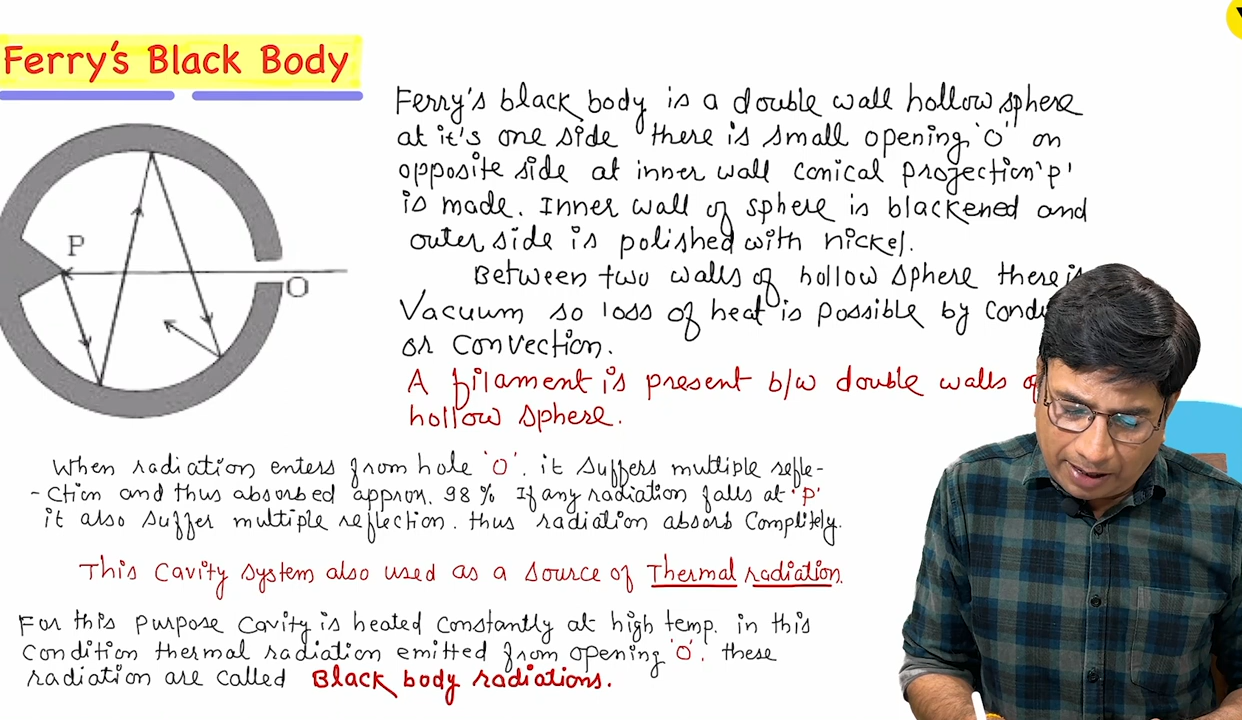 Ferry's Black Body
Ferry's black body is a double wall hollow sphere
at it's one side there is small opening 'O' on
opposite side at inner wall conical projection 'P'
is made. Inner wall of sphere is blackened and
outer side is polished with nickel.
Between two walls of hollow sphere there is
Vacuum so loss of heat is possible by
or convection.
A filament is present b/w double walls
hollow sphere.
P
O
When radiation enters from hole 'O'. it suffers multiple refle-
-ction and thus absorbed approx. 98% If any radiation falls at 'P'
it also suffer multiple reflection. thus radiation absorb complitely.
This cavity system also used as a source of Thermal radiation.
For this purpose cavity is heated constantly at high temp. in this
condition thermal radiation emitted from opening 'O'. these
radiation are called Black body radiations.